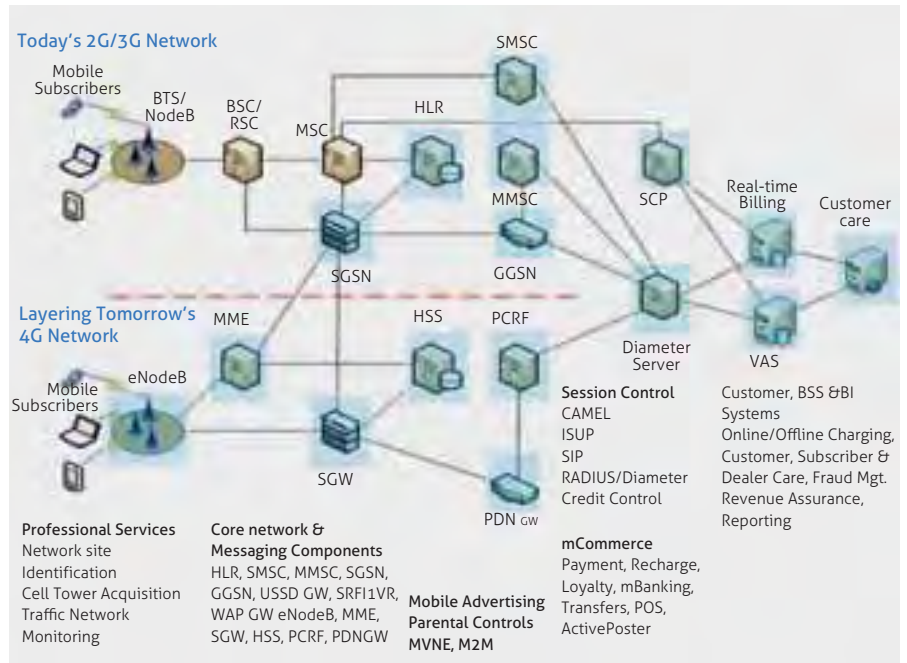 Today's 2G/3G Network
Mobile
Subscribers
BTS/
NodeB
BSC/
RSC
MSC
HLR
SMSC
MMSC
SCP
Real-time
Billing
Customer
care
SGSN
GGSN
Layering Tomorrow's
4G Network
MME
HSS
PCRF
Diameter
Server
VAS
Mobile
Subscribers
eNodeB
SGW
PDN GW
Professional Services
Network site
Identification
Cell Tower Acquisition
Traffic Network
Monitoring
Core network &
Messaging Components
HLR, SMSC, MMSC, SGSN,
GGSN, USSD GW, SRFI1VR,
WAP GW eNodeB, MME,
SGW, HSS, PCRF, PDNGW
Mobile Advertising
Parental Controls
MVNE, M2M
Session Control
CAMEL
ISUP
SIP
RADIUS/Diameter
Credit Control
mCommerce
Payment, Recharge,
Loyalty, mBanking,
Transfers, POS,
ActivePoster
Customer, BSS &BI
Systems
Online/Offline Charging,
Customer, Subscriber &
Dealer Care, Fraud Mgt.
Revenue Assurance,
Reporting